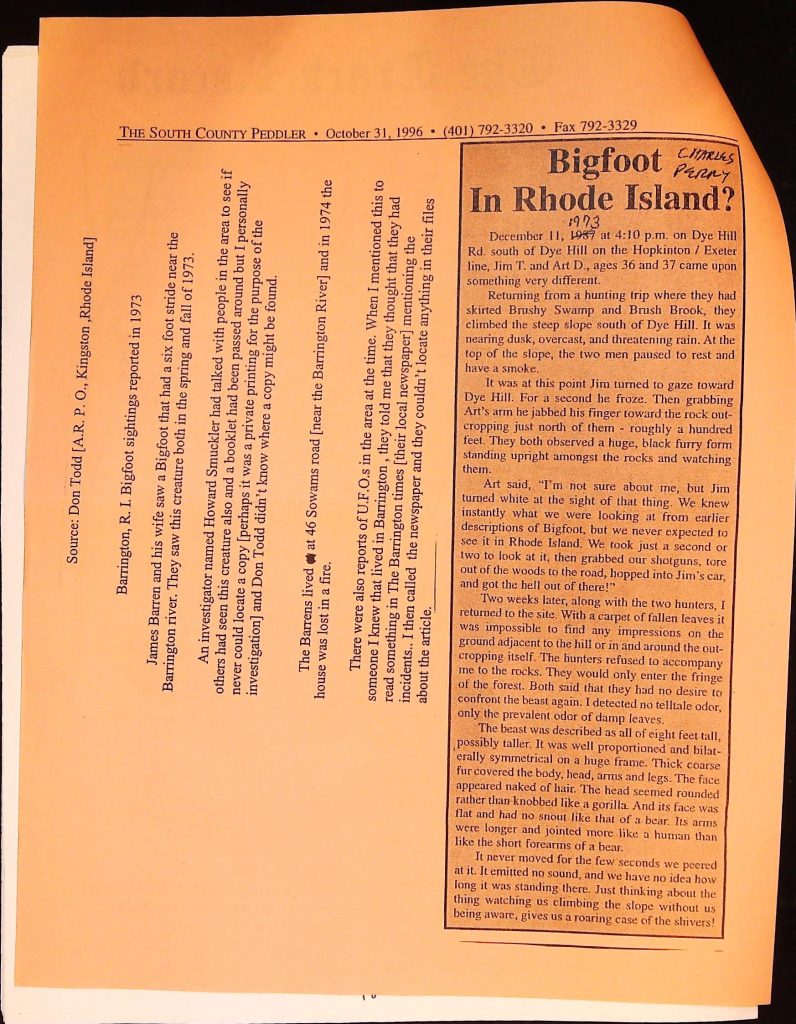 THE SOUTH COUNTY PEDDLER • October 31, 1996 • (401) 792-3320 • Fax 792-3329
Bigfoot
In Rhode Island?
CHARLES
PERRY
1973
December 11, 1987 at 4:10 p.m. on Dye Hill
Rd. south of Dye Hill on the Hopkinton / Exeter
line, Jim T. and Art D., ages 36 and 37 came upon
something very different.
Returning from a hunting trip where they had
skirted Brushy Swamp and Brush Brook, they
climbed the steep slope south of Dye Hill. It was
nearing dusk, overcast, and threatening rain. At the
top of the slope, the two men paused to rest and
have a smoke.
It was at this point Jim turned to gaze toward
Dye Hill. For a second he froze. Then grabbing
Art's arm he jabbed his finger toward the rock out-
cropping just north of them - roughly a hundred
feet. They both observed a huge, black furry form
standing upright amongst the rocks and watching
them.
Art said, "I'm not sure about me, but Jim
turned white at the sight of that thing. We knew
instantly what we were looking at from earlier
descriptions of Bigfoot, but we never expected to
see it in Rhode Island. We took just a second or
two to look at it, then grabbed our shotguns, tore
out of the woods to the road, hopped into Jim's car,
and got the hell out of there!"
Two weeks later, along with the two hunters, I
returned to the site. With a carpet of fallen leaves it
was impossible to find any impressions on the
ground adjacent to the hill or in and around the out-
cropping itself. The hunters refused to accompany
me to the rocks. They would only enter the fringe
of the forest. Both said that they had no desire to
confront the beast again. I detected no telltale odor,
only the prevalent odor of damp leaves.
The beast was described as all of eight feet tall,
possibly taller. It was well proportioned and bilat-
erally symmetrical on a huge frame. Thick coarse
fur covered the body, head, arms and legs. The face
appeared naked of hair. The head seemed rounded
rather than knobbed like a gorilla. And its face was
flat and had no snout like that of a bear. Its arms
were longer and jointed more like a human than
like the short forearms of a bear.
It never moved for the few seconds we peered
at it. It emitted no sound, and we have no idea how
long it was standing there. Just thinking about the
thing watching us climbing the slope without us
being aware, gives us a roaring case of the shivers!
Source: Don Todd [A.R. P. O., Kingston ,Rhode Island]
Barrington, R. I. Bigfoot sightings reported in 1973
James Barren and his wife saw a Bigfoot that had a six foot stride near the
Barrington river. They saw this creature both in the spring and fall of 1973.
An investigator named Howard Smuckler had talked with people in the area to see if
others had seen this creature also and a booklet had been passed around but I personally
never could locate a copy [perhaps it was a private printing for the purpose of the
investigation] and Don Todd didn't know where a copy might be found.
The Barrens lived at 46 Sowams road [near the Barrington River] and in 1974 the
house was lost in a fire.
There were also reports of U.F.O.s in the area at the time. When I mentioned this to
someone I knew that lived in Barrington , they told me that they thought that they had
read something in The Barrington times [their local newspaper] mentioning the
incidents.. I then called the newspaper and they couldn't locate anything in their files
about the article.